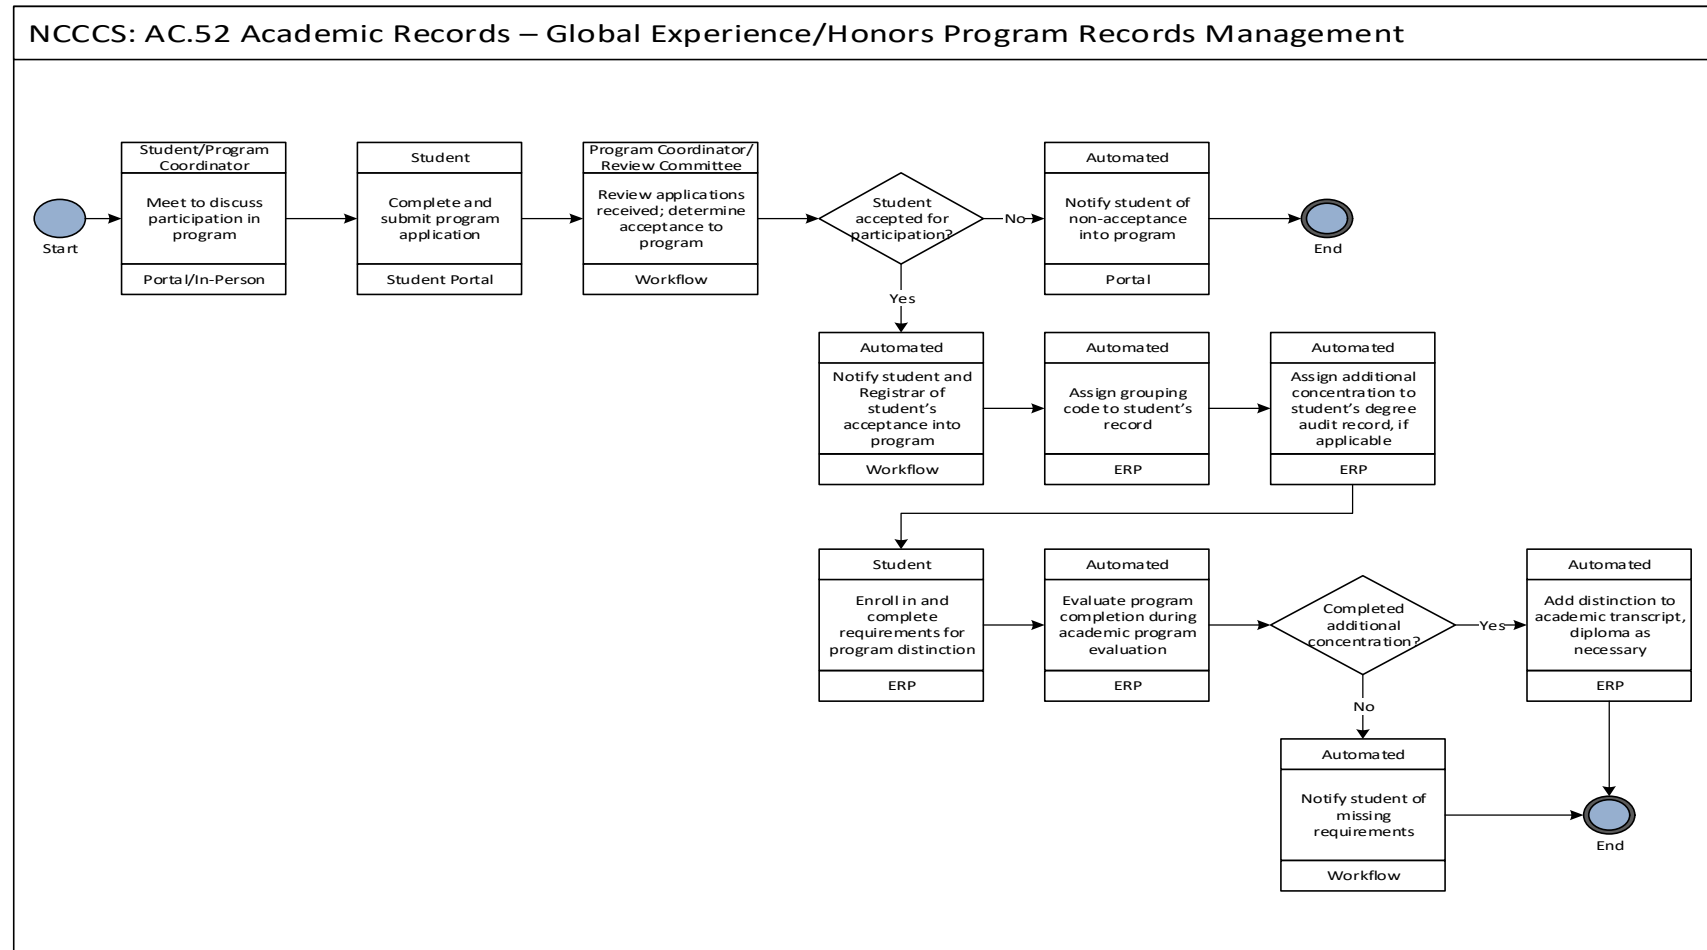 NCCCS: AC.52 Academic Records – Global Experience/Honors Program Records Management
Start
Student/Program
Coordinator
Meet to discuss
participation in
program
Portal/In-Person
Student
Complete and
submit program
application
Student Portal
Program Coordinator/
Review Committee
Review applications
received; determine
acceptance to
program
Workflow
Student
accepted for
participation?
No
Automated
Notify student of
non-acceptance
into program
Portal
End
Yes
Automated
Notify student and
Registrar of
student’s
acceptance into
program
Workflow
Automated
Assign grouping
code to student’s
record
ERP
Automated
Assign additional
concentration to
student’s degree
audit record, if
applicable
ERP
Student
Enroll in and
complete
requirements for
program distinction
ERP
Automated
Evaluate program
completion during
academic program
evaluation
ERP
Completed
additional
concentration?
Yes
Automated
Add distinction to
academic transcript,
diploma as
necessary
ERP
No
Automated
Notify student of
missing
requirements
Workflow
End